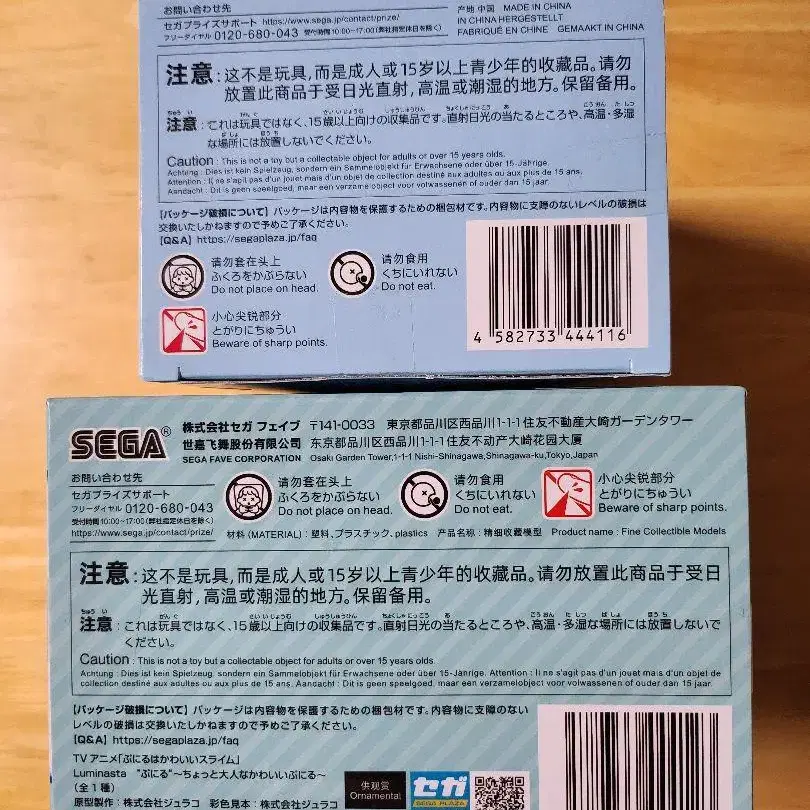 お問い合わせ先
セガプライズサポート https://www.sega.jp/contact/prize/
フリーダイヤル 0120-680-043 受付時間 10:00~17:00(弊社指定休日を除く)
产地 中国 MADE IN CHINA
IN CHINA HERGESTELLT
FABRIQUÉ EN CHINE GEMAAKT IN CHINA
注意:这不是玩具,而是成人或15岁以上青少年的收藏品。请勿
放置此商品于受日光直射,高温或潮湿的地方。保留备用。
注意:これは玩具ではなく、15歳以上向けの収集品です。直射日光の当たるところや、高温・多湿
な場所には放置しないでください。
Caution : This is not a toy but a collectable object for adults or over 15 years olds.
Achtung : Dies ist kein Spielzeug, sondern ein Sammelobjekt für Erwachsene oder über 15-Jährige.
Attention : Il ne s'agit pas d'un jouet mais d'un objet de collection destiné aux adultes ou aux plus de 15 ans.
Aandacht : Dit is geen speelgoed, maar een verzamelobject voor volwassenen of ouder dan 15 jaar.
【パッケージ破損について】パッケージは内容物を保護するための梱包材です。内容物に支障のないレベルの破損は
交換いたしかねますので予めご了承ください。
【Q&A】https://segaplaza.jp/faq
请勿套在头上
ふくろをかぶらない
Do not place on head.
请勿食用
くちにいれない
Do not eat.
小心尖锐部分
とがりにちゅうい
Beware of sharp points.
4 582733 444116
SEGA®
株式会社セガ フェイブ 〒141-0033 東京都品川区西品川1-1-1住友不動産大崎ガーデンタワー
世嘉飞舞股份有限公司 东京都品川区西品川1-1-1住友不动产大崎花园大厦
SEGA FAVE CORPORATION Osaki Garden Tower,1-1-1 Nishi-Shinagawa,Shinagawa-ku,Tokyo,Japan
お問い合わせ先
セガプライズサポート
フリーダイヤル 0120-680-043
受付時間10:00~17:00(弊社指定休日を除く)
https://www.sega.jp/contact/prize/
请勿套在头上
ふくろをかぶらない
Do not place on head.
请勿食用
くちにいれない
Do not eat.
小心尖锐部分
とがりにちゅうい
Beware of sharp points.
材料(MATERIAL):塑料、プラスチック、plastics 产品名称:精细收藏模型 Product name : Fine Collectible Models
注意:这不是玩具,而是成人或15岁以上青少年的收藏品。请勿放置此商品于受日
光直射,高温或潮湿的地方。保留备用。
注意:これは玩具ではなく、15歳以上向けの収集品です。直射日光の当たるところや、高温・多湿な場所には放置しないで
ください。
Caution : This is not a toy but a collectable object for adults or over 15 years olds.
Achtung : Dies ist kein Spielzeug, sondern ein Sammelobjekt für Erwachsene oder über 15-Jährige. Attention : Il ne s'agit pas d'un jouet mais d'un objet de
collection destiné aux adultes ou aux plus de 15 ans. Aandacht : Dit is geen speelgoed, maar een verzamelobject voor volwassenen of ouder dan 15 jaar.
【パッケージ破損について】パッケージは内容物を保護するための梱包材です。内容物に支障のない
レベルの破損は交換いたしかねますので予めご了承ください。
【Q&A】https://segaplaza.jp/faq
TVアニメ「ぷにるはかわいいスライム」
Luminasta “ぷにる”~ちょっと大人なかわいいぷにる~
(全1種)
原型製作:株式会社ジュラコ 彩色見本:株式会社ジュラコ
供观赏
Ornamental
セガ
SEGA PLAZA